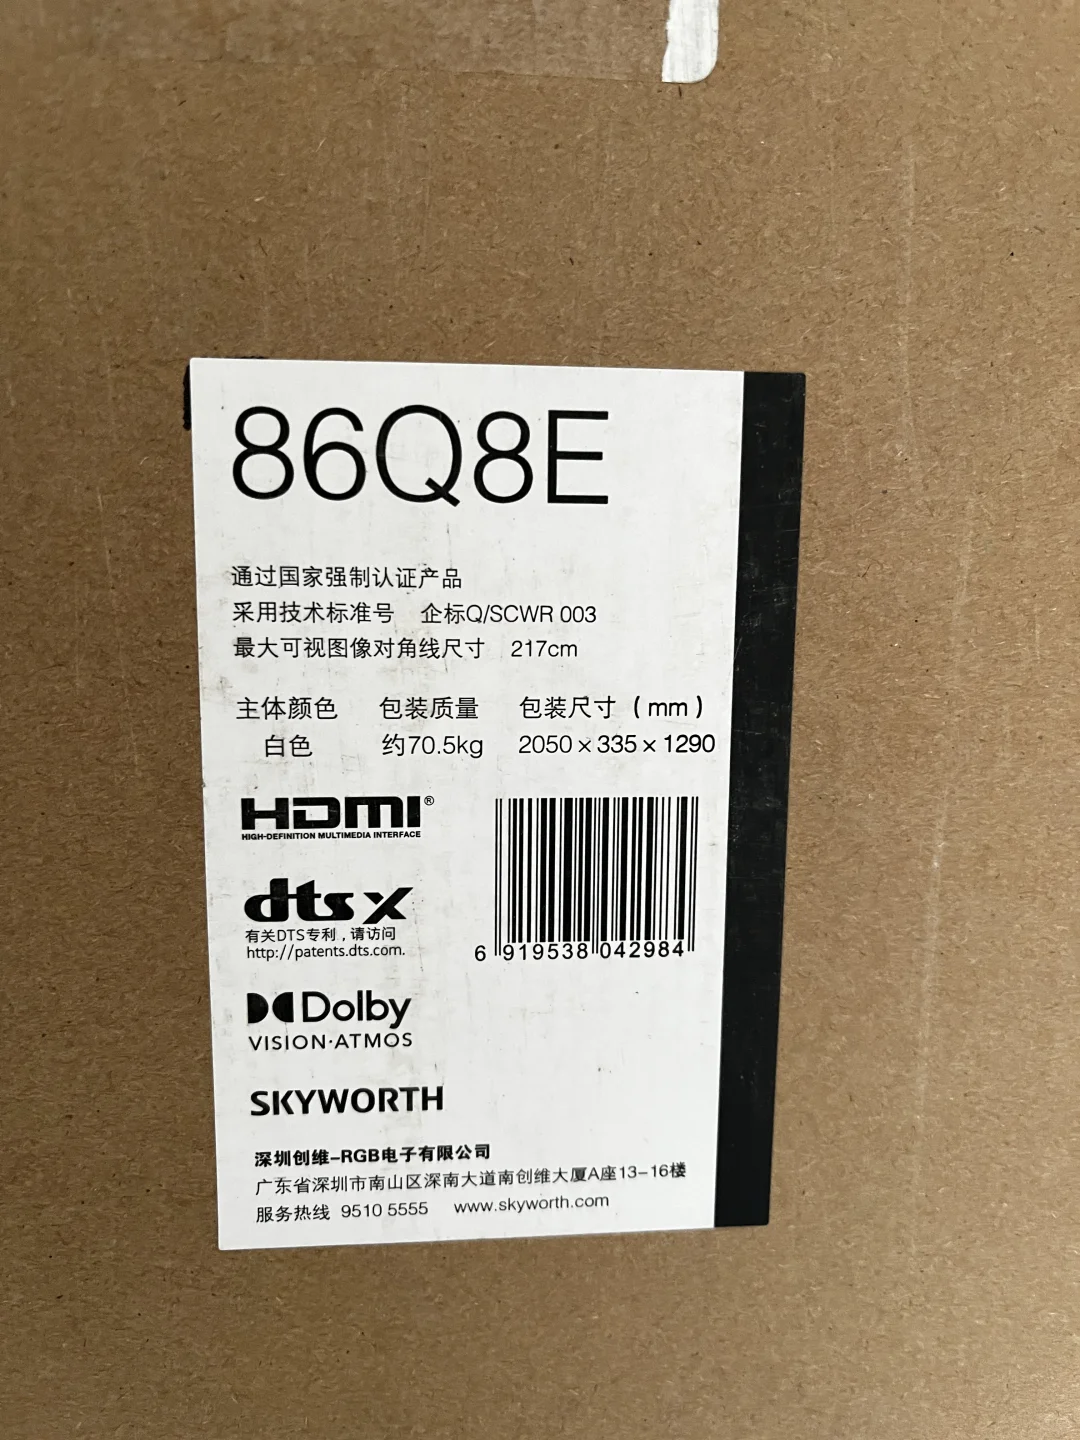 86Q8E
通过国家强制认证产品
采用技术标准号 企标Q/SCWR 003
最大可视图像对角线尺寸 217cm
主体颜色 包装质量 包装尺寸（mm）
白色 约70.5kg 2050×335×1290
HDMI®
HIGH-DEFINITION MULTIMEDIA INTERFACE
dts x
有关DTS专利，请访问
http://patents.dts.com.
6 919538 042984
Dolby
VISION·ATMOS
SKYWORTH
深圳创维–RGB电子有限公司
广东省深圳市南山区深南大道南创维大厦A座13–16楼
服务热线 9510 5555 www.skyworth.com